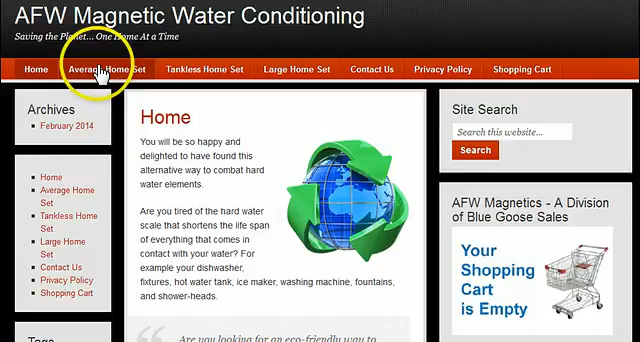 AFW Magnetic Water Conditioning
Saving the Planet... One Home At a Time
Home Average Home Set Tankless Home Set Large Home Set Contact Us Privacy Policy Shopping Cart
Archives
February 2014
Home
Average Home
Set
Tankless Home
Set
Large Home
Set
Contact Us
Privacy Policy
Shopping Cart
Tags
Home
You will be so happy and
delighted to have found this
alternative way to combat hard
water elements.
Are you tired of the hard water
scale that shortens the life span
of everything that comes in
contact with your water? For
example your dishwasher,
fixtures, hot water tank, ice maker, washing machine, fountains,
and shower-heads.
Are you looking for an eco-friendly way to
Site Search
Search this website...
Search
AFW Magnetics - A Division
of Blue Goose Sales
Your
Shopping
Cart
is Empty